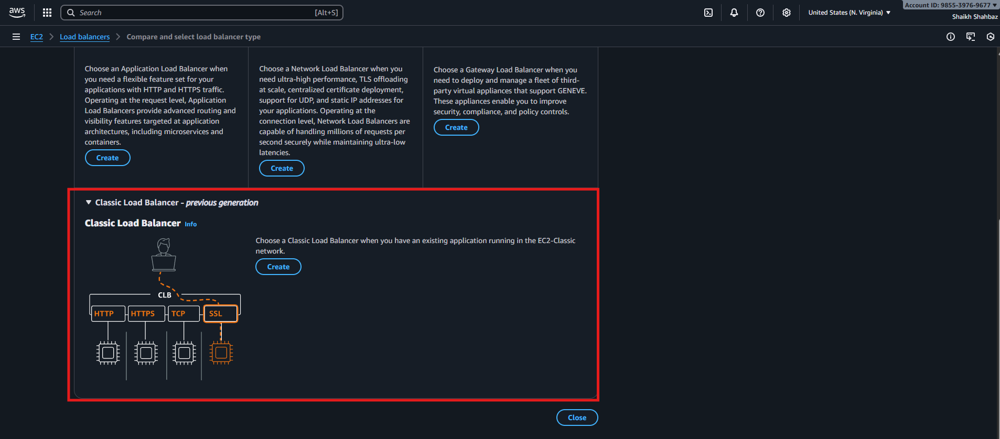 aws
Search
[Alt+S]
United States (N. Virginia)
Account ID: 9855-3976-9677
Shaikh Shahbaz
EC2
Load balancers
Compare and select load balancer type
Choose an Application Load Balancer when
you need a flexible feature set for your
applications with HTTP and HTTPS traffic.
Operating at the request level, Application
Load Balancers provide advanced routing and
visibility features targeted at application
architectures, including microservices and
containers.
Create
Choose a Network Load Balancer when you
need ultra-high performance, TLS offloading
at scale, centralized certificate deployment,
support for UDP, and static IP addresses for
your applications. Operating at the
connection level, Network Load Balancers are
capable of handling millions of requests per
second securely while maintaining ultra-low
latencies.
Create
Choose a Gateway Load Balancer when you
need to deploy and manage a fleet of third-
party virtual appliances that support GENEVE.
These appliances enable you to improve
security, compliance, and policy controls.
Create
Classic Load Balancer - previous generation
Classic Load Balancer Info
Choose a Classic Load Balancer when you have an existing application running in the EC2-Classic
network.
Create
CLB
HTTP
HTTPS
TCP
SSL
Close